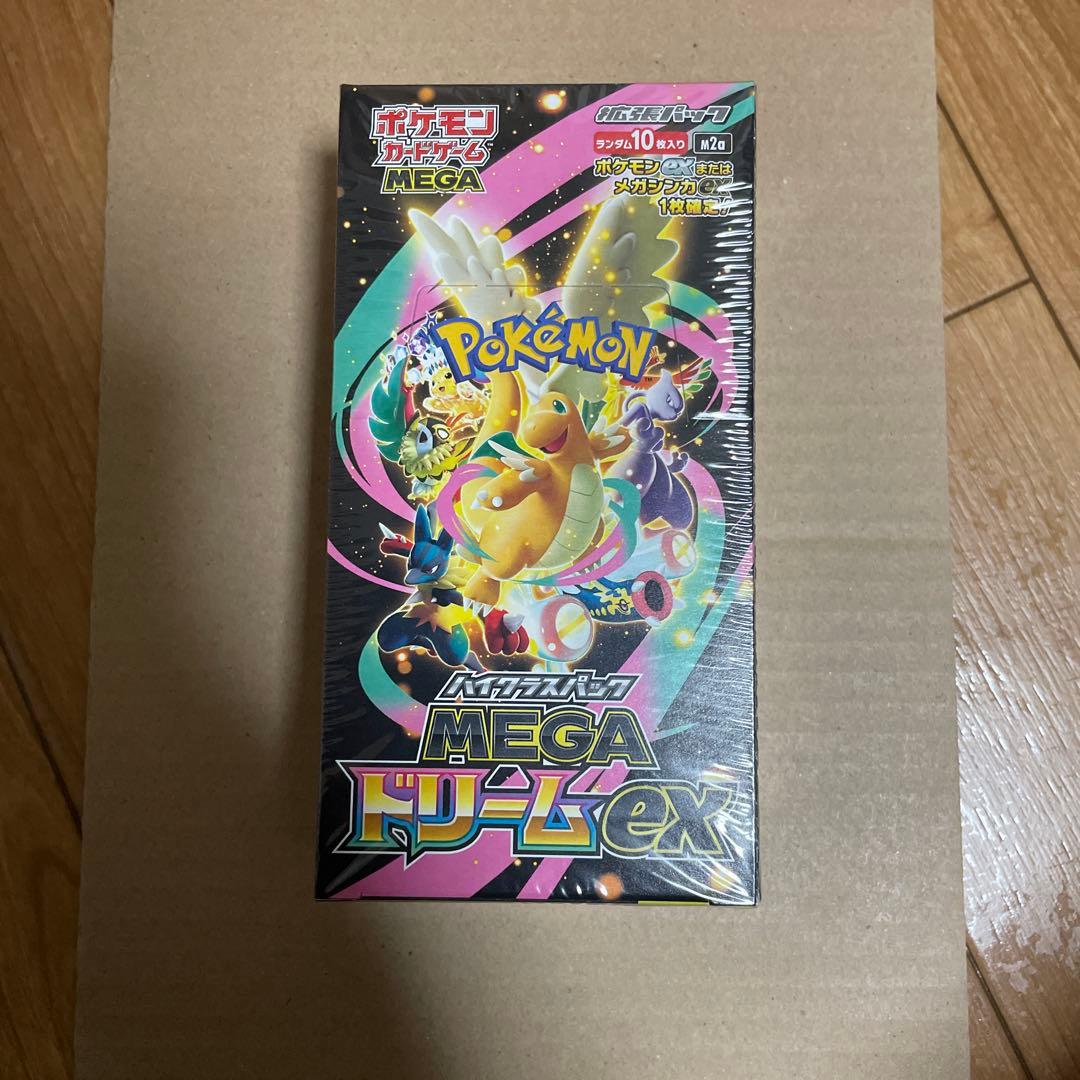 ポケモン
カードゲーム
MEGA
拡張パック
ランダム10枚入り M2a
ポケモンexまたは
メガシンカex
1枚確定!
POKÉMON
TM
ハイクラスパック
MEGA
ドリームex